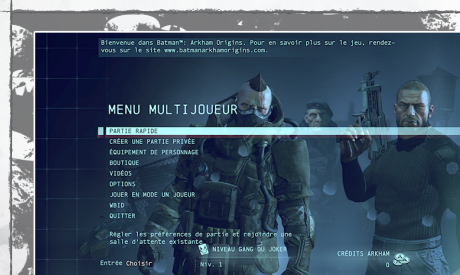 Bienvenue dans Batman™: Arkham Origins. Pour en savoir plus sur le jeu, rendez-
vous sur le site www.batmanarkhamorigins.com.
MENU MULTIJOUEUR
PARTIE RAPIDE
CRÉER UNE PARTIE PRIVÉE
ÉQUIPEMENT DE PERSONNAGE
BOUTIQUE
VIDÉOS
OPTIONS
JOUER EN MODE UN JOUEUR
WBID
QUITTER
Régler les préférences de partie et rejoindre une
salle d'attente existante
NIVEAU GANG DU JOKER
CRÉDITS ARKHAM
Entrée Choisir
Niv. 1
0